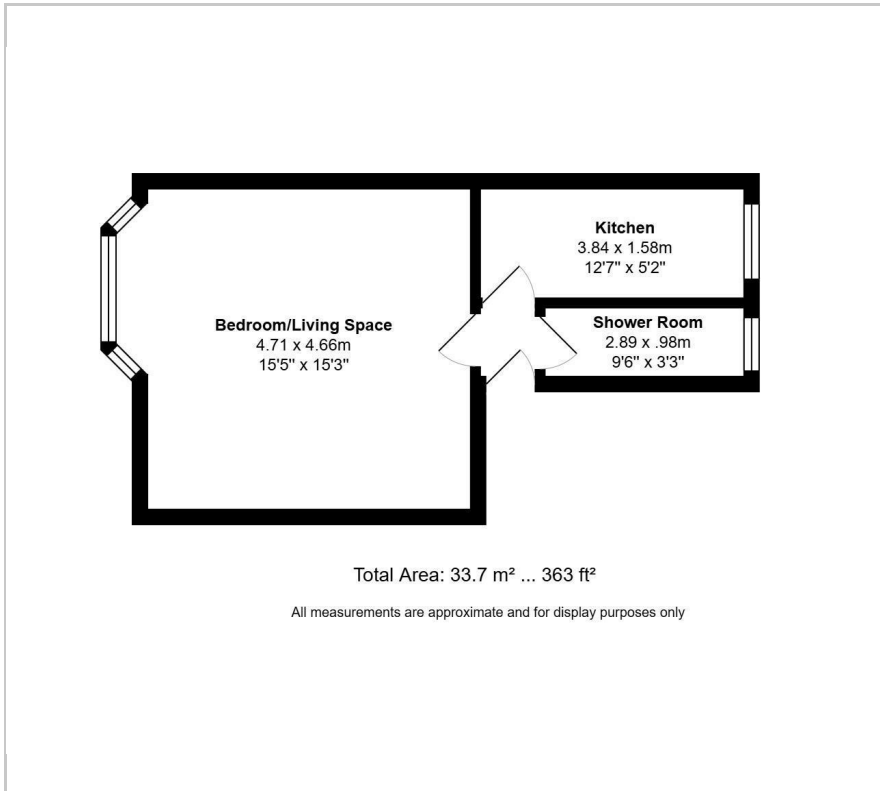 Kitchen
3.84 x 1.58m
12'7" x 5'2"
Bedroom/Living Space
4.71 x 4.66m
15'5" x 15'3"
Shower Room
2.89 x .98m
9'6" x 3'3"
Total Area: 33.7 m² ... 363 ft²
All measurements are approximate and for display purposes only